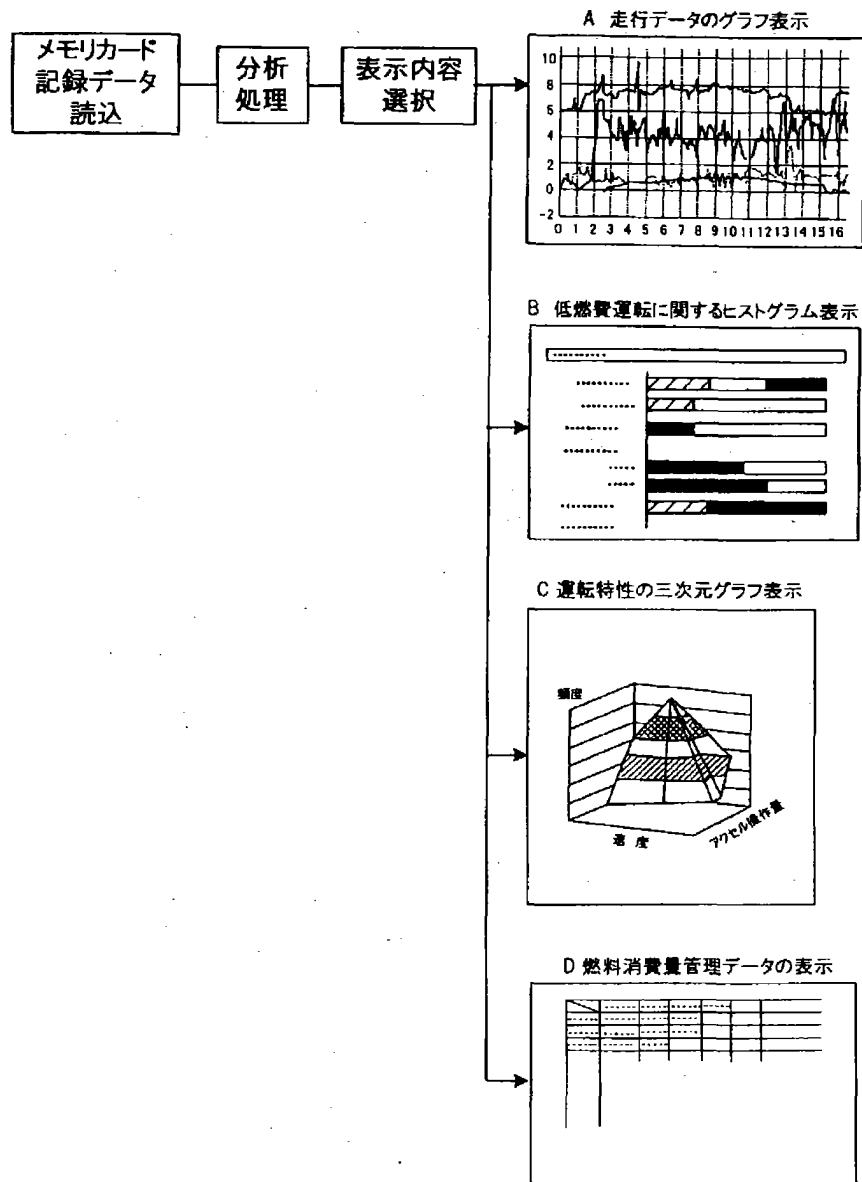 メモリカード
記録データ
読込
分析
処理
表示内容
選択
A 走行データのグラフ表示
10
8
6
4
2
0
-2
0 1 2 3 4 5 6 7 8 9 10 11 12 13 14 15 16
B 低燃費運転に関するヒストグラム表示
C 運転特性の三次元グラフ表示
頻度
速度
アクセル操作量
D 燃料消費量管理データの表示